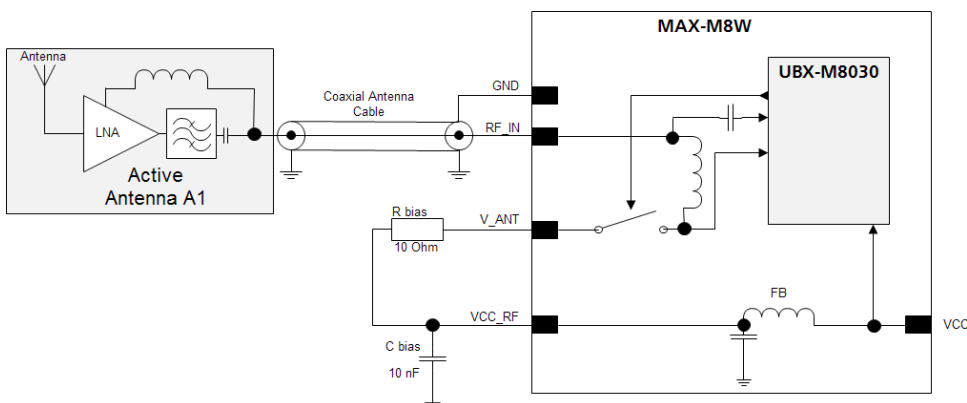 MAX-M8W
Antenna
LNA
Active
Antenna A1
Coaxial Antenna
Cable
GND
RF_IN
UBX-M8030
R bias
10 Ohm
V_ANT
VCC_RF
C bias
10 nF
FB
VCC